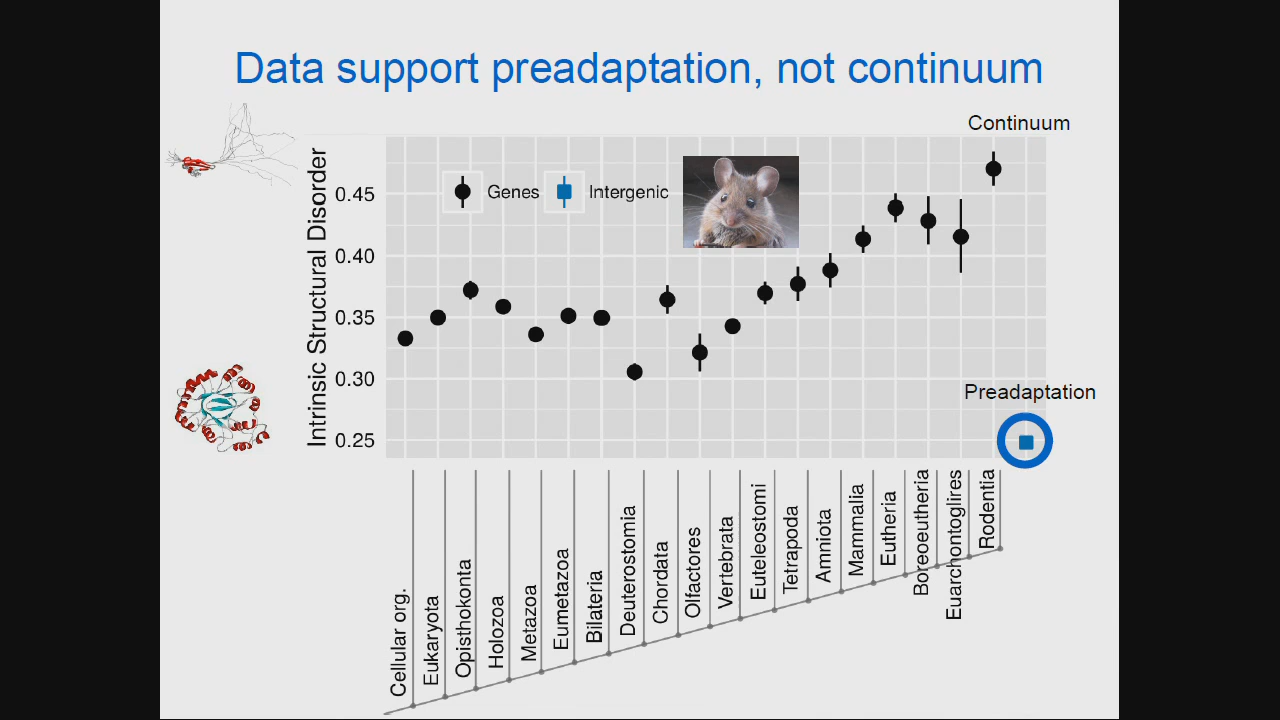 Data support preadaptation, not continuum
Continuum
Genes
Intergenic
Intrinsic Structural Disorder
0.45
0.40
0.35
0.30
0.25
Preadaptation
Cellular org.
Eukaryota
Opisthokonta
Holozoa
Metazoa
Eumetazoa
Bilateria
Deuterostomia
Chordata
Olfactores
Vertebrata
Euteleostomi
Tetrapoda
Amniota
Mammalia
Eutheria
Boreoeutheria
Euarchontoglires
Rodentia